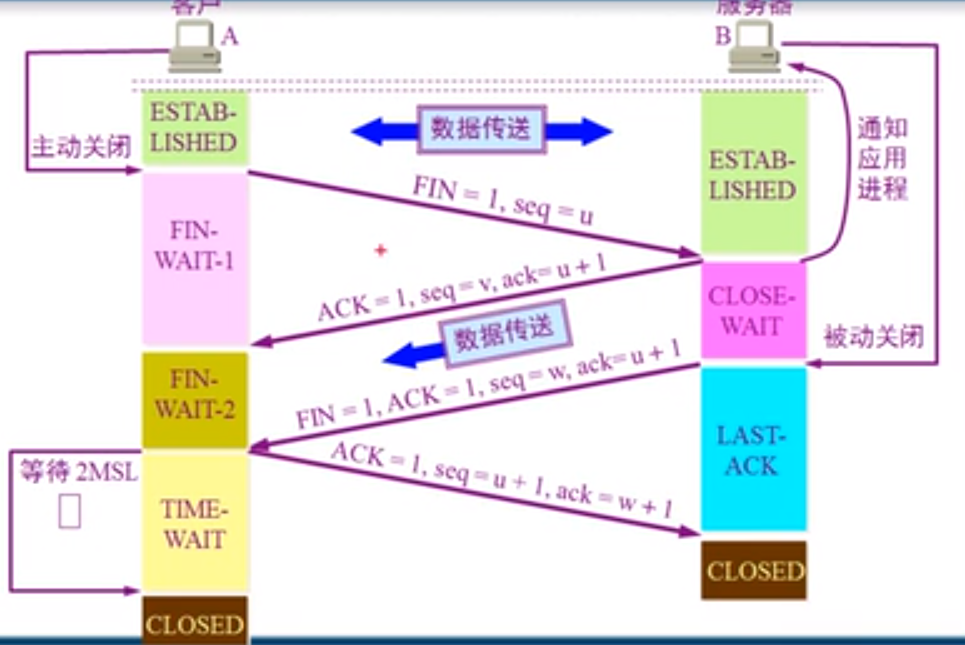 客户
服务器
A
B
ESTAB-
LISHED
数据传送
ESTAB-
LISHED
通知
应用
进程
主动关闭
FIN = 1, seq = u
FIN-
WAIT-1
ACK = 1, seq = v, ack= u + 1
CLOSE-
WAIT
数据传送
被动关闭
FIN-
WAIT-2
FIN = 1, ACK = 1, seq = w, ack= u + 1
LAST-
ACK
等待 2MSL
ACK = 1, seq = u + 1, ack = w + 1
TIME-
WAIT
CLOSED
CLOSED